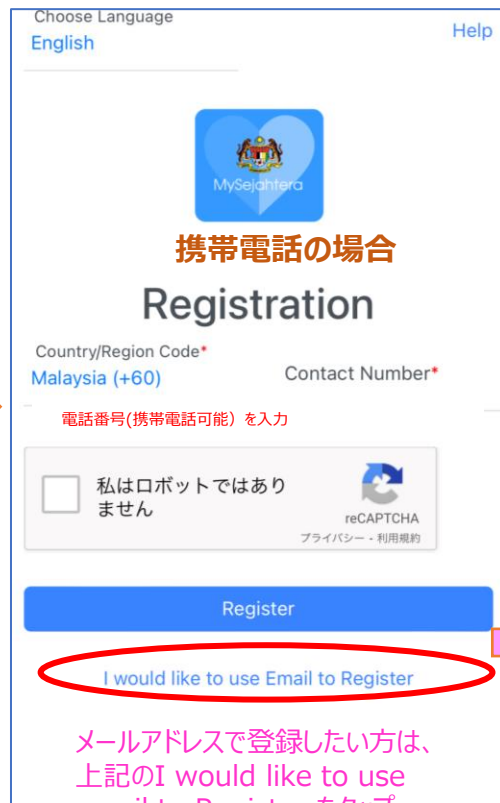 Choose Language
English
Help
MySejahtera
携帯電話の場合
Registration
Country/Region Code*
Malaysia (+60)
Contact Number*
電話番号(携帯電話可能）を入力
私はロボットではあり
ません
reCAPTCHA
プライバシー - 利用規約
Register
I would like to use Email to Register
メールアドレスで登録したい方は、
上記のI would like to use